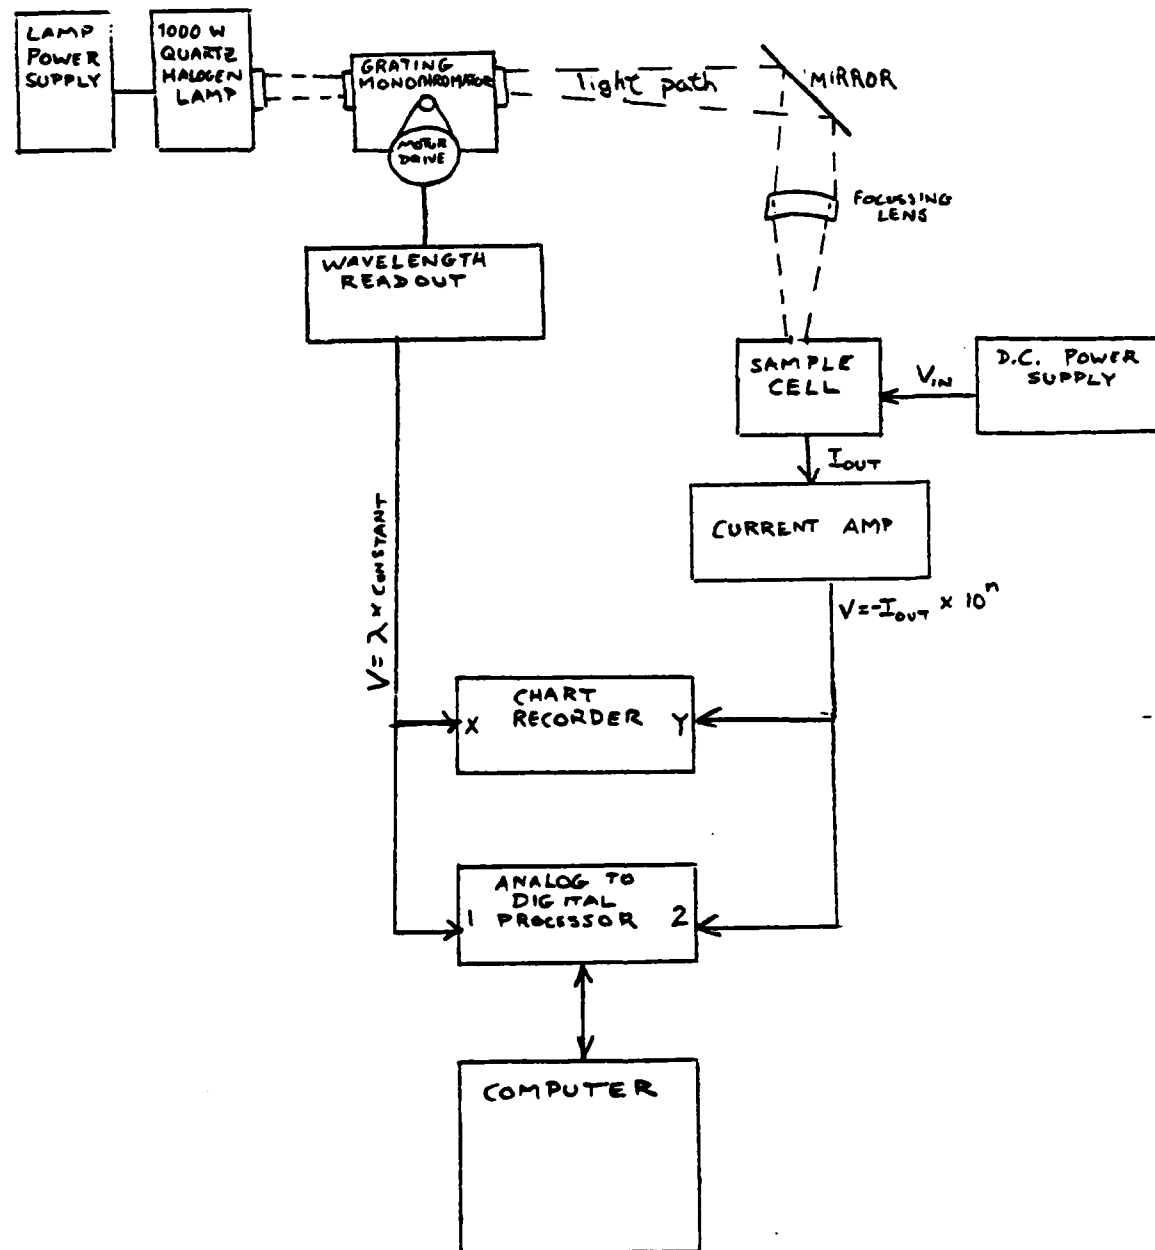 LAMP
POWER
SUPPLY
1000 W
QUARTZ
HALOGEN
LAMP
GRATING
MONOCHROMATOR
MOTOR
DRIVE
light path
MIRROR
FOCUSSING
LENS
WAVELENGTH
READOUT
SAMPLE
CELL
VIN
D.C. POWER
SUPPLY
IOUT
CURRENT AMP
V=-IOUT × 10ⁿ
V=λ×CONSTANT
CHART
RECORDER
X
Y
ANALOG TO
DIGITAL
PROCESSOR
1
2
COMPUTER